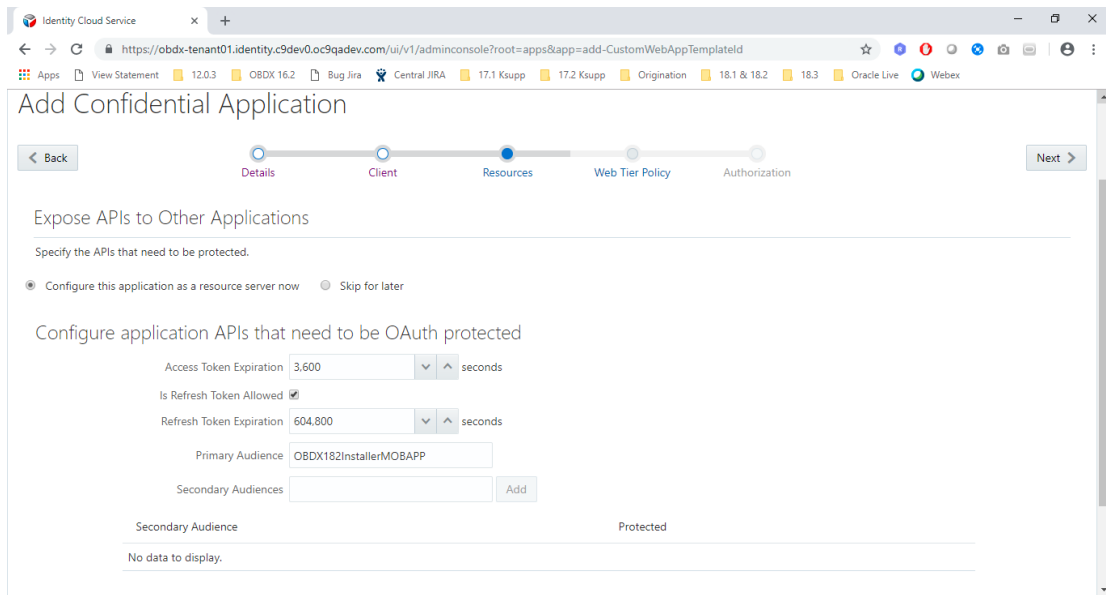 Identity Cloud Service
https://obdx-tenant01.identity.c9dev0.oc9qadev.com/ui/v1/adminconsole?root=apps&app=add-CustomWebAppTemplateId
Apps View Statement 12.0.3 OBDX 16.2 Bug Jira Central JIRA 17.1 Ksupp 17.2 Ksupp Origination 18.1 & 18.2 18.3 Oracle Live Webex
Add Confidential Application
Back
Next
Details Client Resources Web Tier Policy Authorization
Expose APIs to Other Applications
Specify the APIs that need to be protected.
Configure this application as a resource server now Skip for later
Configure application APIs that need to be OAuth protected
Access Token Expiration 3,600 seconds
Is Refresh Token Allowed
Refresh Token Expiration 604,800 seconds
Primary Audience OBDX182InstallerMOBAPP
Secondary Audiences Add
Secondary Audience Protected
No data to display.